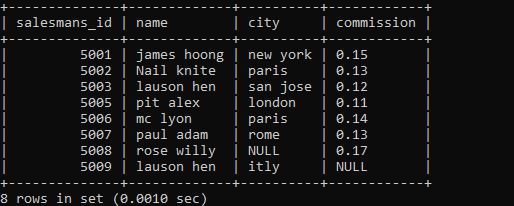 +--------------+-------------+----------+------------+
| salesmans_id | name        | city     | commission |
+--------------+-------------+----------+------------+
|         5001 | james hoong | new york | 0.15       |
|         5002 | Nail knite  | paris    | 0.13       |
|         5003 | lauson hen  | san jose | 0.12       |
|         5005 | pit alex    | london   | 0.11       |
|         5006 | mc lyon     | paris    | 0.14       |
|         5007 | paul adam   | rome     | 0.13       |
|         5008 | rose willy  | NULL     | 0.17       |
|         5009 | lauson hen  | itly     | NULL       |
+--------------+-------------+----------+------------+
8 rows in set (0.0010 sec)